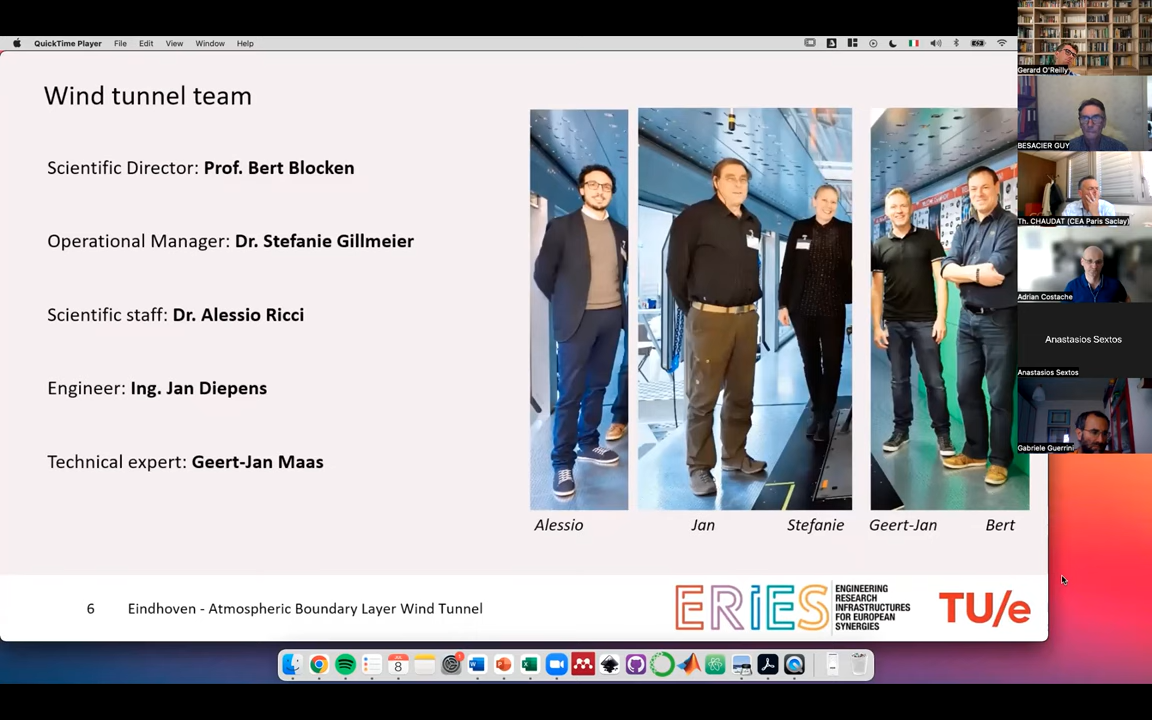 QuickTime Player File Edit View Window Help
Wind tunnel team
Scientific Director: Prof. Bert Blocken
Operational Manager: Dr. Stefanie Gillmeier
Scientific staff: Dr. Alessio Ricci
Engineer: Ing. Jan Diepens
Technical expert: Geert-Jan Maas
Alessio
Jan
Stefanie
Geert-Jan
Bert
6 Eindhoven - Atmospheric Boundary Layer Wind Tunnel
ERIES
ENGINEERING
RESEARCH
INFRASTRUCTURES
FOR EUROPEAN
SYNERGIES
TU/e
Gerard O'Reilly
BESACIER GUY
Th. CHAUDAT (CEA Paris Saclay)
Adrian Costache
Anastasios Sextos
Anastasios Sextos
Gabriele Guerrini
8